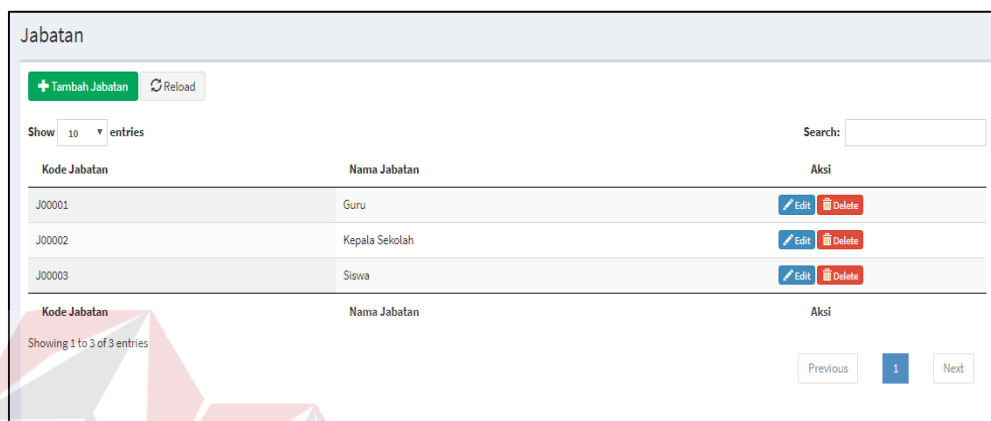 Jabatan
Tambah Jabatan Reload
Show 10 entries Search:
Kode Jabatan Nama Jabatan Aksi
J00001 Guru Edit Delete
J00002 Kepala Sekolah Edit Delete
J00003 Siswa Edit Delete
Kode Jabatan Nama Jabatan Aksi
Showing 1 to 3 of 3 entries
Previous 1 Next